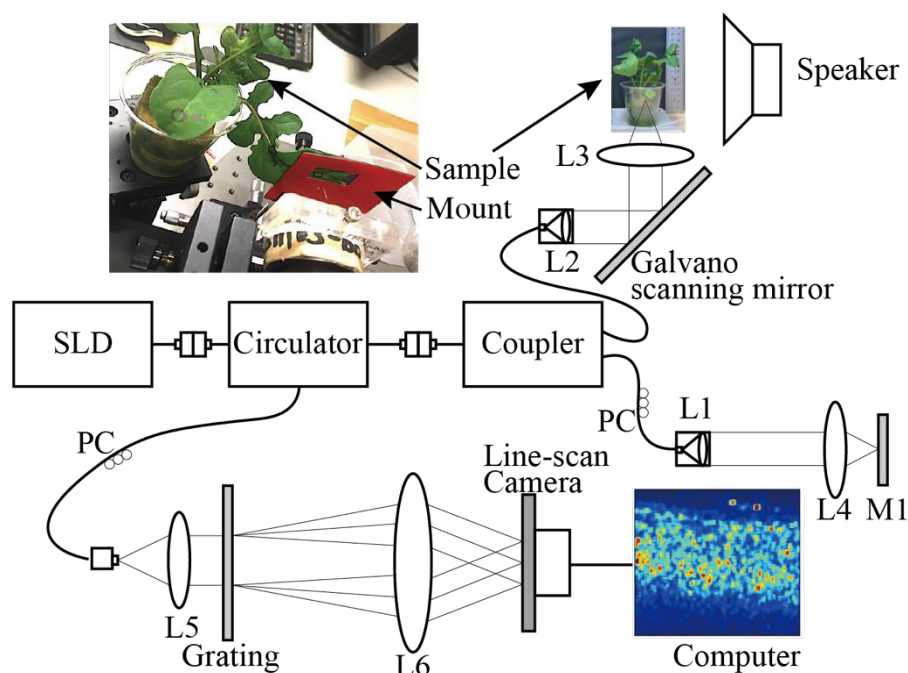 Speaker
L3
Sample
Mount
L2
Galvano
scanning mirror
SLD
Circulator
Coupler
PC
L1
PC
Line-scan
Camera
L4
M1
L5
Grating
L6
Computer